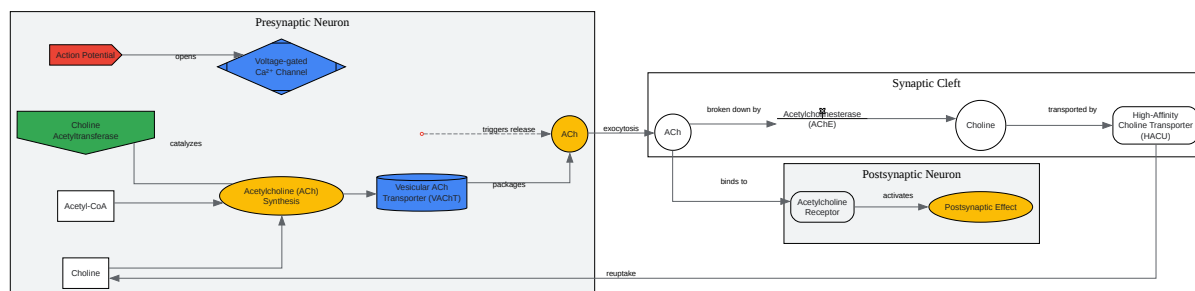 Presynaptic Neuron
Action Potential
opens
Voltage-gated
Ca²⁺ Channel
Choline
Acetyltransferase
catalyzes
triggers release
ACh
exocytosis
Acetyl-CoA
Acetylcholine (ACh)
Synthesis
Vesicular ACh
Transporter (VAChT)
packages
Choline
reuptake
Synaptic Cleft
ACh
broken down by
Acetylcholinesterase
(AChE)
Choline
transported by
High-Affinity
Choline Transporter
(HACU)
binds to
Postsynaptic Neuron
Acetylcholine
Receptor
activates
Postsynaptic Effect